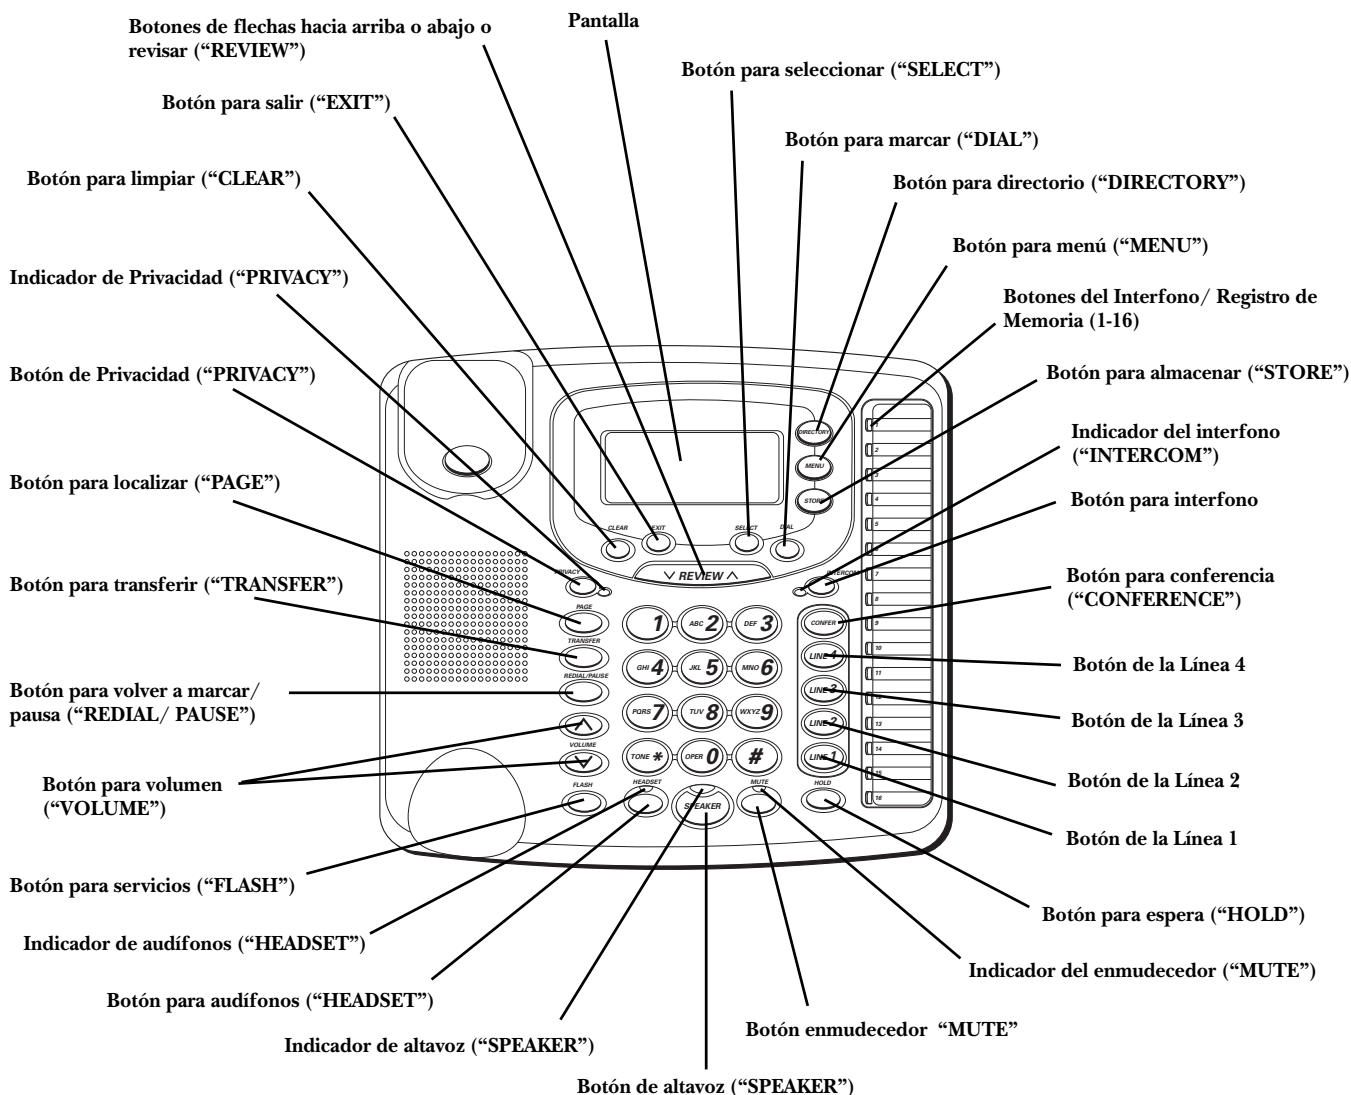 Botones de flechas hacia arriba o abajo o
revisar (“REVIEW”)
Pantalla
Botón para seleccionar (“SELECT”)
Botón para salir (“EXIT”)
Botón para marcar (“DIAL”)
Botón para limpiar (“CLEAR”)
Botón para directorio (“DIRECTORY”)
Botón para menú (“MENU”)
Indicador de Privacidad (“PRIVACY”)
Botones del Interfono/ Registro de
Memoria (1-16)
Botón de Privacidad (“PRIVACY”)
Botón para almacenar (“STORE”)
Indicador del interfono
(“INTERCOM”)
Botón para localizar (“PAGE”)
Botón para interfono
Botón para transferir (“TRANSFER”)
Botón para conferencia
(“CONFERENCE”)
Botón de la Línea 4
Botón para volver a marcar/
pausa (“REDIAL/ PAUSE”)
Botón de la Línea 3
Botón para volumen
(“VOLUME”)
Botón de la Línea 2
Botón de la Línea 1
Botón para servicios (“FLASH”)
Botón para espera (“HOLD”)
Indicador de audífonos (“HEADSET”)
Indicador del enmudecedor (“MUTE”)
Botón para audífonos (“HEADSET”)
Botón enmudecedor “MUTE”
Indicador de altavoz (“SPEAKER”)
Botón de altavoz (“SPEAKER”)
DIRECTORY
MENU
STORE
CLEAR
EXIT
SELECT
DIAL
REVIEW
PRIVACY
INTERCOM
PAGE
TRANSFER
REDIAL/PAUSE
VOLUME
FLASH
1
ABC 2
DEF 3
GHI 4
JKL 5
MNO 6
PQRS 7
TUV 8
WXYZ 9
TONE *
OPER 0
#
HEADSET
SPEAKER
MUTE
CONFER
LINE 4
LINE 3
LINE 2
LINE 1
HOLD
1
2
3
4
5
6
7
8
9
10
11
12
13
14
15
16